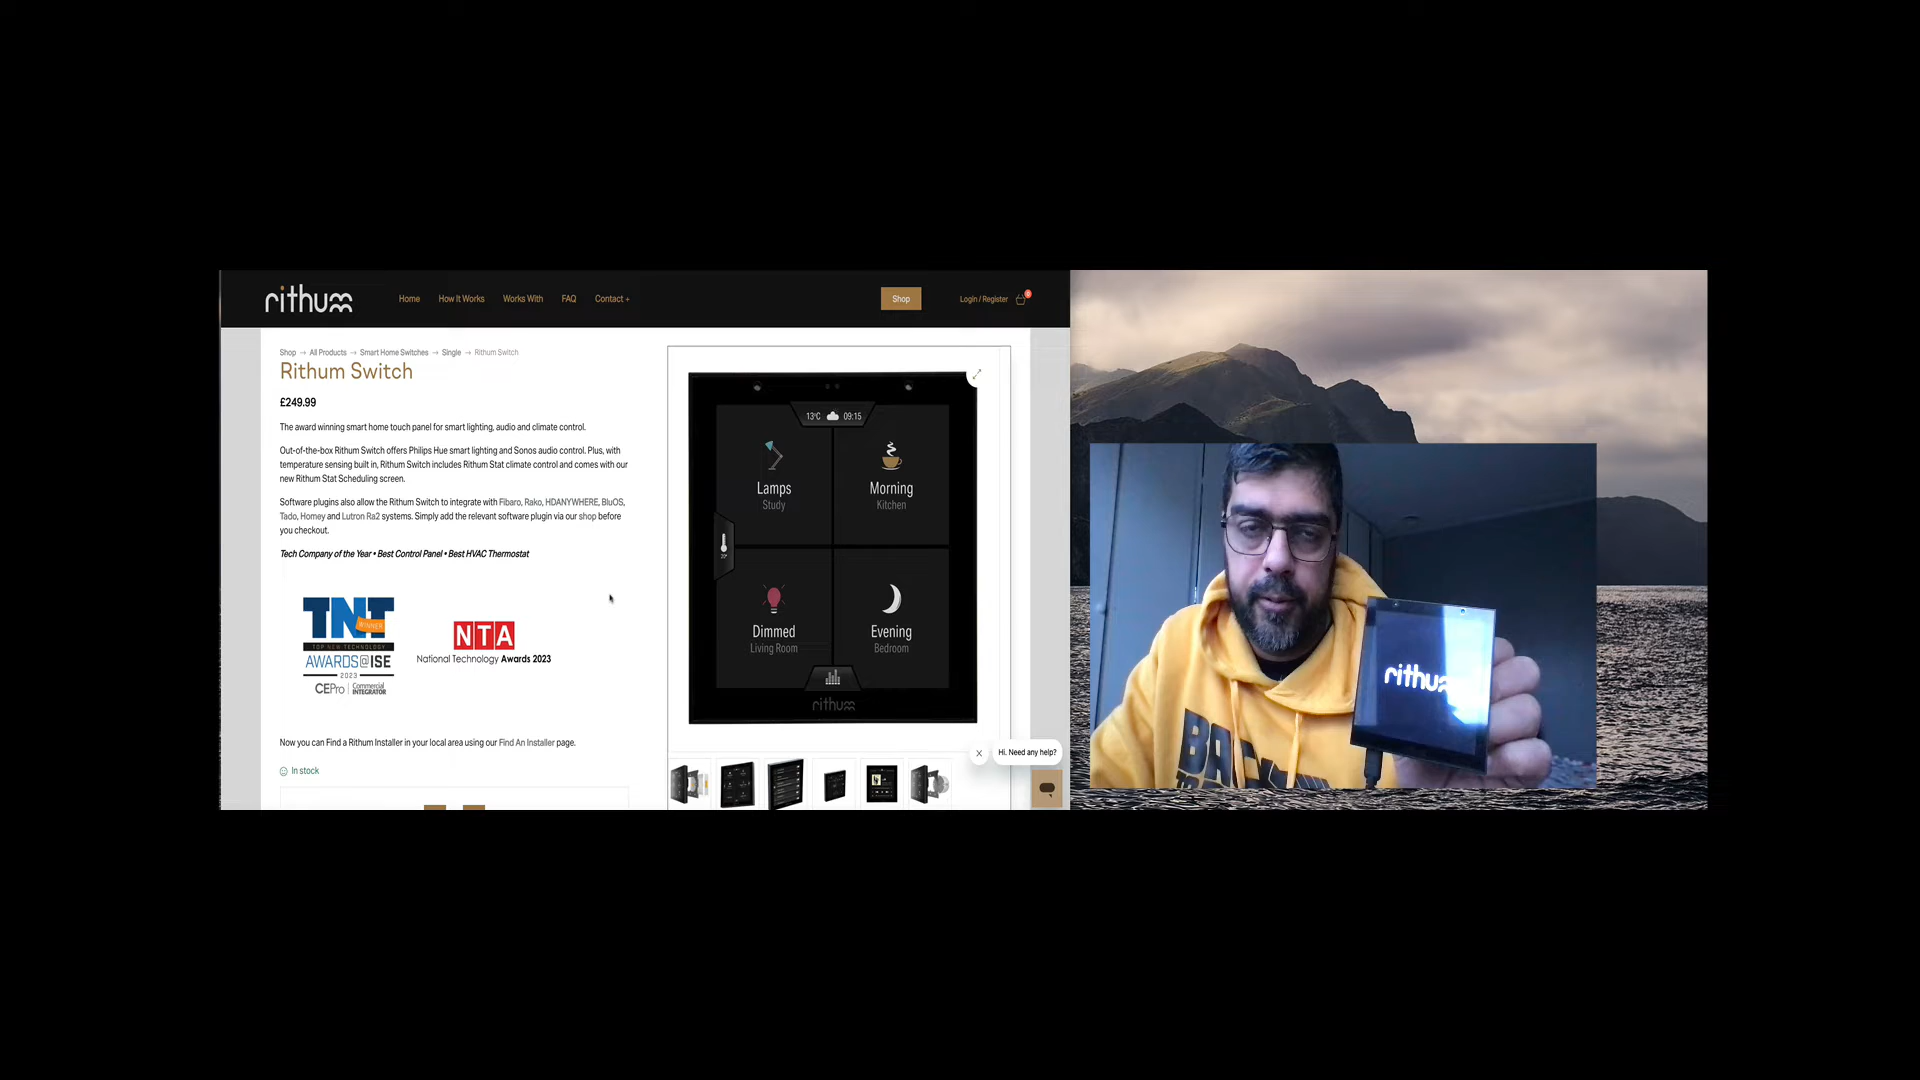 rithum
Home
How It Works
Works With
FAQ
Contact +
Shop
Login / Register
0
Shop → All Products → Smart Home Switches → Single → Rithum Switch
Rithum Switch
£249.99
The award winning smart home touch panel for smart lighting, audio and climate control.
Out-of-the-box Rithum Switch offers Philips Hue smart lighting and Sonos audio control. Plus, with
temperature sensing built in, Rithum Switch includes Rithum Stat climate control and comes with our
new Rithum Stat Scheduling screen.
Software plugins also allow the Rithum Switch to integrate with Fibaro, Rako, HDANYWHERE, BluOS,
Tado, Homey and Lutron Ra2 systems. Simply add the relevant software plugin via our shop before
you checkout.
Tech Company of the Year • Best Control Panel • Best HVAC Thermostat
TNT
WINNER
TOP NEW TECHNOLOGY
AWARDS@ISE
2023
CEPro
Commercial
INTEGRATOR
NTA
National Technology Awards 2023
Now you can Find a Rithum Installer in your local area using our Find An Installer page.
In stock
13°C
09:15
Lamps
Study
Morning
Kitchen
20°
Dimmed
Living Room
Evening
Bedroom
rithum
Hi. Need any help?
rithum